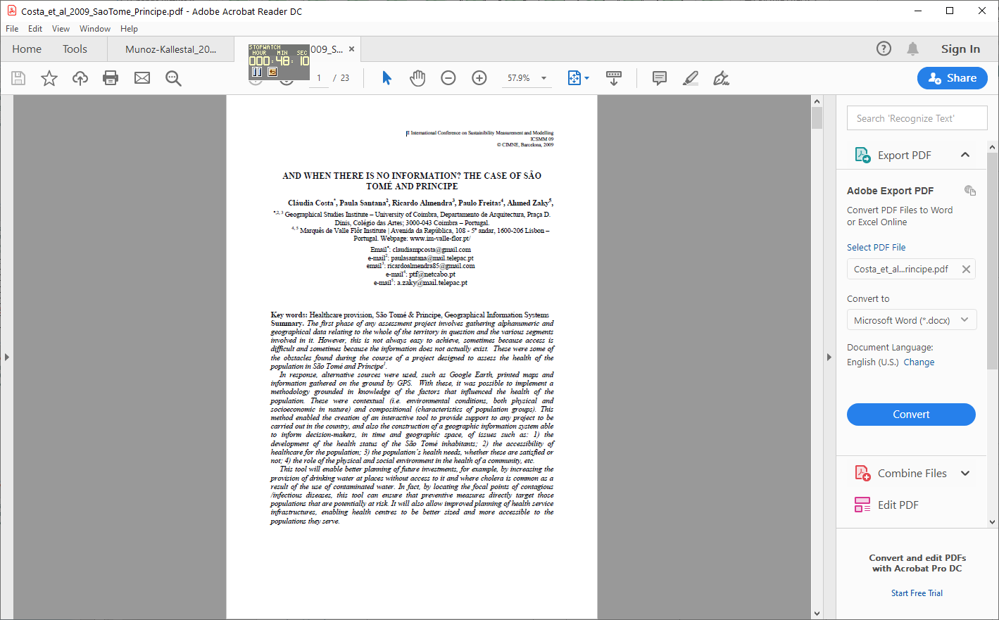 Costa_et_al_2009_SaoTome_Principe.pdf - Adobe Acrobat Reader DC
File Edit View Window Help
Home Tools Munoz-Kallestal_20... 009_S...
Sign In
STOPWATCH
HOUR MIN SEC
000:48:10
1 / 23 57.9%
Share
II International Conference on Sustainibility Measurement and Modelling
ICSMM 09
© CIMNE, Barcelona, 2009
AND WHEN THERE IS NO INFORMATION? THE CASE OF SÃO
TOMÉ AND PRINCIPE
Cláudia Costa*, Paula Santana2, Ricardo Almendra3, Paulo Freitas4, Ahmed Zaky5,
*,2, 3 Geographical Studies Institute – University of Coimbra, Departamento de Arquitectura, Praça D.
Dinis, Colégio das Artes; 3000-043 Coimbra – Portugal.
4, 5 Marquês de Valle Flôr Institute | Avenida da República, 108 - 5º andar, 1600-206 Lisbon –
Portugal. Webpage: www.im-valle-flor.pt/
Email*: claudiampcosta@gmail.com
e-mail2: paulasantana@mail.telepac.pt
email3: ricardoalmendra85@gmail.com
e-mail4: ptf@netcabo.pt
e-mail5: a.zaky@mail.telepac.pt
Key words: Healthcare provision, São Tomé & Principe, Geographical Information Systems
Summary. The first phase of any assessment project involves gathering alphanumeric and
geographical data relating to the whole of the territory in question and the various segments
involved in it. However, this is not always easy to achieve, sometimes because access is
difficult and sometimes because the information does not actually exist. These were some of
the obstacles found during the course of a project designed to assess the health of the
population in São Tomé and Príncipe1.
In response, alternative sources were used, such as Google Earth, printed maps and
information gathered on the ground by GPS. With these, it was possible to implement a
methodology grounded in knowledge of the factors that influenced the health of the
population. These were contextual (i.e. environmental conditions, both physical and
socioeconomic in nature) and compositional (characteristics of population groups). This
method enabled the creation of an interactive tool to provide support to any project to be
carried out in the country, and also the construction of a geographic information system able
to inform decision-makers, in time and geographic space, of issues such as: 1) the
development of the health status of the São Tomé inhabitants; 2) the accessibility of
healthcare for the population; 3) the population's health needs, whether these are satisfied or
not; 4) the role of the physical and social environment in the health of a community, etc.
This tool will enable better planning of future investments, for example, by increasing the
provision of drinking water at places without access to it and where cholera is common as a
result of the use of contaminated water. In fact, by locating the focal points of contagious
/infectious diseases, this tool can ensure that preventive measures directly target those
populations that are potentially at risk. It will also allow improved planning of health service
infrastructures, enabling health centres to be better sized and more accessible to the
populations they serve.
Search 'Recognize Text'
Export PDF
Adobe Export PDF
Convert PDF Files to Word
or Excel Online
Select PDF File
Costa_et_al...rincipe.pdf
Convert to
Microsoft Word (*.docx)
Document Language:
English (U.S.) Change
Convert
Combine Files
Edit PDF
Convert and edit PDFs
with Acrobat Pro DC
Start Free Trial